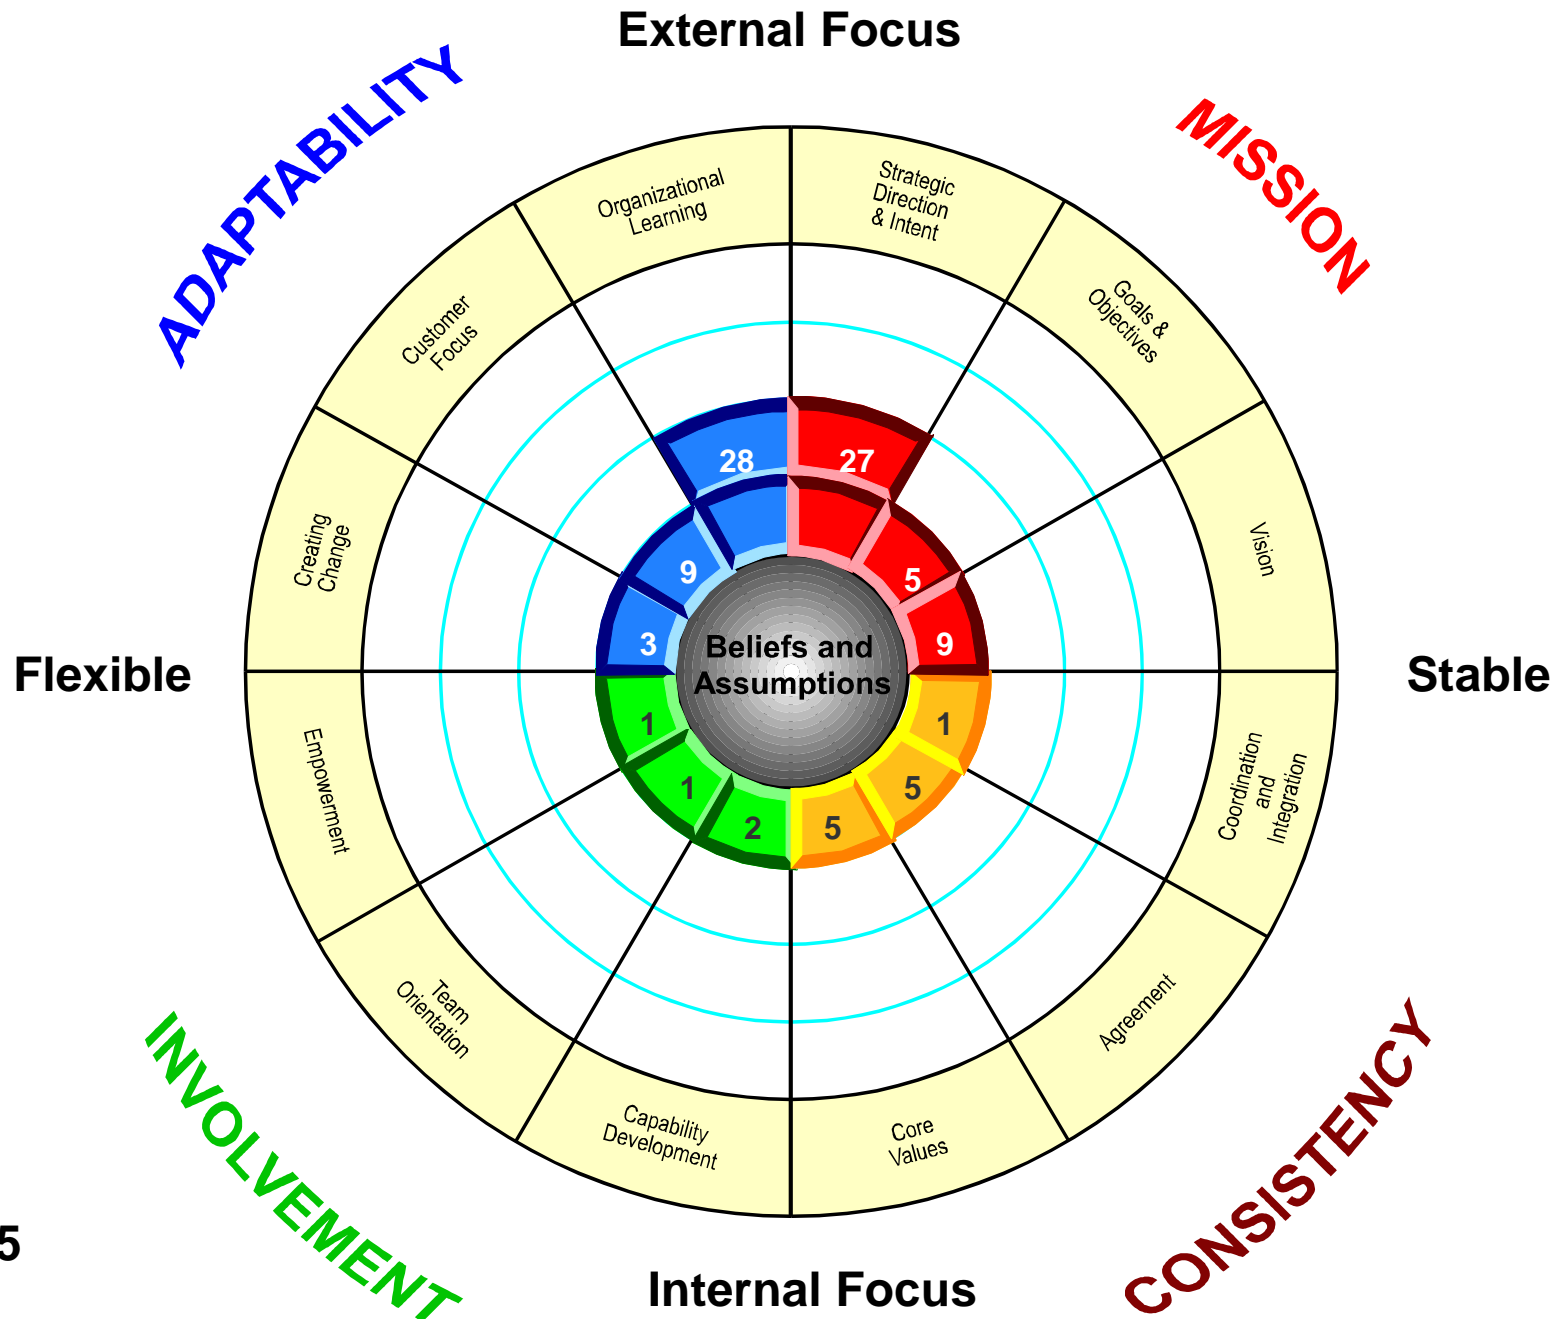 External Focus
ADAPTABILITY
MISSION
Organizational
Learning
Strategic
Direction
& Intent
Customer
Focus
Goals &
Objectives
Creating
Change
Vision
28
27
9
5
3
9
Beliefs and
Assumptions
Flexible
Stable
1
1
1
5
2
5
Empowerment
Coordination
and
Integration
Team
Orientation
Agreement
Capability
Development
Core
Values
INVOLVEMENT
CONSISTENCY
5
Internal Focus